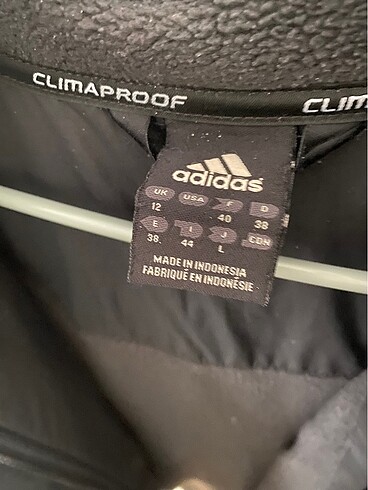 CLIMAPROOF
CLIM
adidas
UK USA F D
12 40 38
E I J CDN
38. 44 L
MADE IN INDONESIA
FABRIQUÉ EN INDONÉSIE